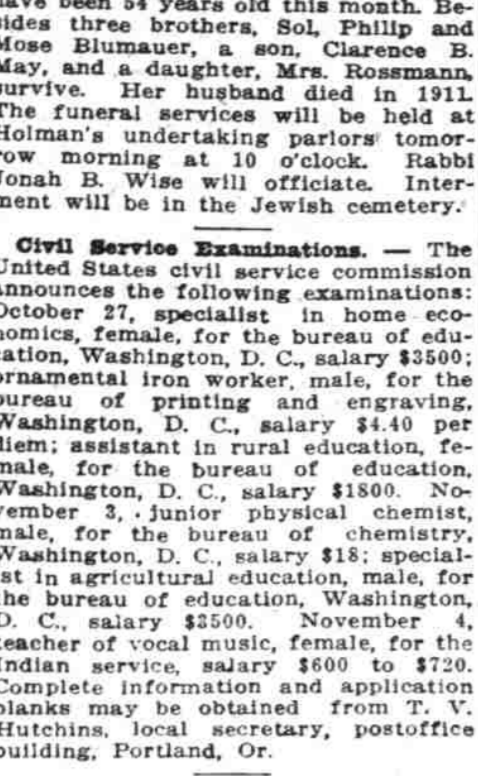 have been 54 years old this month. Be-
sides three brothers, Sol, Philip and
Mose Blumauer, a son, Clarence B.
May, and a daughter, Mrs. Rossmann,
survive. Her husband died in 1911.
The funeral services will be held at
Holman's undertaking parlors tomor-
row morning at 10 o'clock. Rabbi
Jonah B. Wise will officiate. Inter-
ment will be in the Jewish cemetery.
Civil Service Examinations. — The
United States civil service commission
announces the following examinations:
October 27, specialist in home eco-
nomics, female, for the bureau of edu-
cation, Washington, D. C., salary $3500;
ornamental iron worker, male, for the
bureau of printing and engraving,
Washington, D. C., salary $4.40 per
diem; assistant in rural education, fe-
male, for the bureau of education,
Washington, D. C., salary $1800. No-
vember 3, junior physical chemist,
male, for the bureau of chemistry,
Washington, D. C., salary $18; special-
ist in agricultural education, male, for
the bureau of education, Washington,
D. C., salary $3500. November 4,
teacher of vocal music, female, for the
Indian service, salary $600 to $720.
Complete information and application
blanks may be obtained from T. V.
Hutchins, local secretary, postoffice
building, Portland, Or.